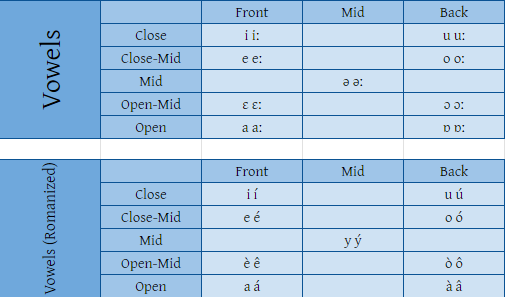 Vowels
Front Mid Back
Close i iː u uː
Close-Mid e eː o oː
Mid ə əː
Open-Mid ɛ ɛː ɔ ɔː
Open a aː ɒ ɒː
Vowels (Romanized)
Front Mid Back
Close i í u ú
Close-Mid e é o ó
Mid y ý
Open-Mid è ê ò ô
Open a á à â